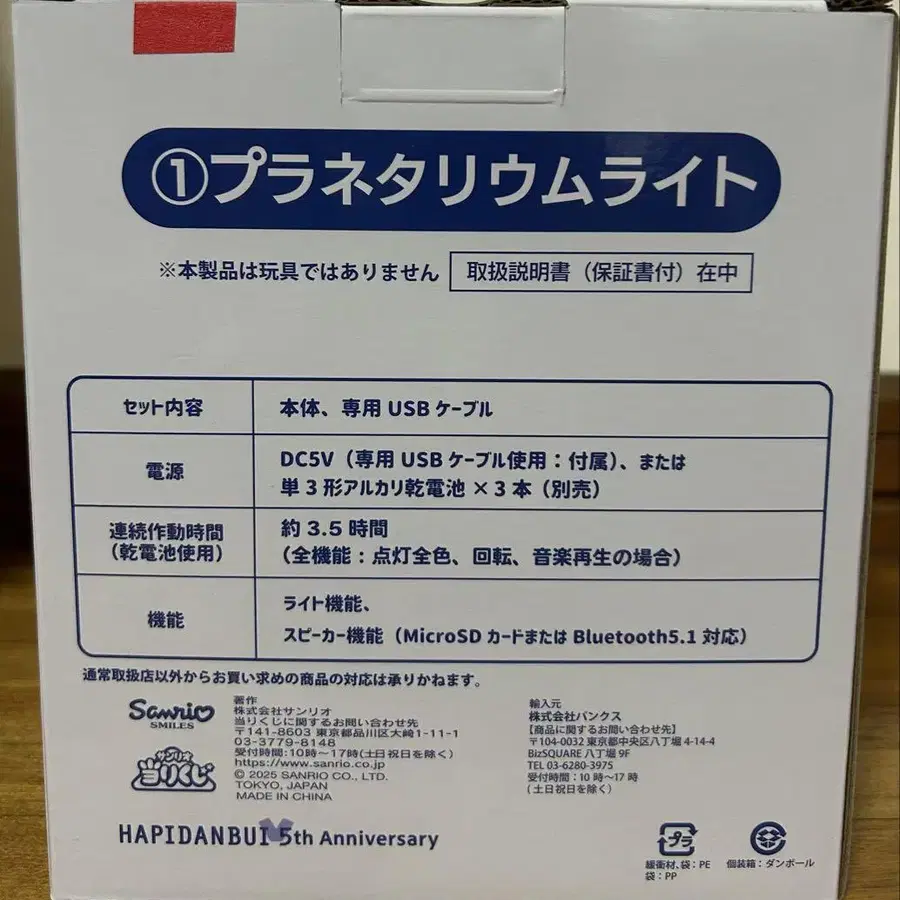 ①プラネタリウムライト
※本製品は玩具ではありません 取扱説明書（保証書付）在中
セット内容 本体、専用 USB ケーブル
電源 DC5V（専用 USB ケーブル使用：付属）、または
単３形アルカリ乾電池 × ３本（別売）
連続作動時間
（乾電池使用）
約 3.5 時間
（全機能：点灯全色、回転、音楽再生の場合）
機能
ライト機能、
スピーカー機能（MicroSD カードまたは Bluetooth5.1 対応）
通常取扱店以外からお買い求めの商品の対応は承りかねます。
Sanrio
SMILES
サンリオ
当りくじ
著作
株式会社サンリオ
当りくじに関するお問い合わせ先
〒141-8603 東京都品川区大崎1-11-1
03-3779-8148
受付時間：10時〜17時(土日祝日を除く)
https://www.sanrio.co.jp
© 2025 SANRIO CO., LTD.
TOKYO, JAPAN
MADE IN CHINA
輸入元
株式会社バンクス
【商品に関するお問い合わせ先】
〒104-0032 東京都中央区八丁堀 4-14-4
BizSQUARE 八丁堀 9F
TEL 03-6280-3975
受付時間：10 時〜17 時
（土日祝日を除く）
HAPIDANBUI 5th Anniversary
プラ
緩衝材、袋：PE
袋：PP
個装箱：ダンボール